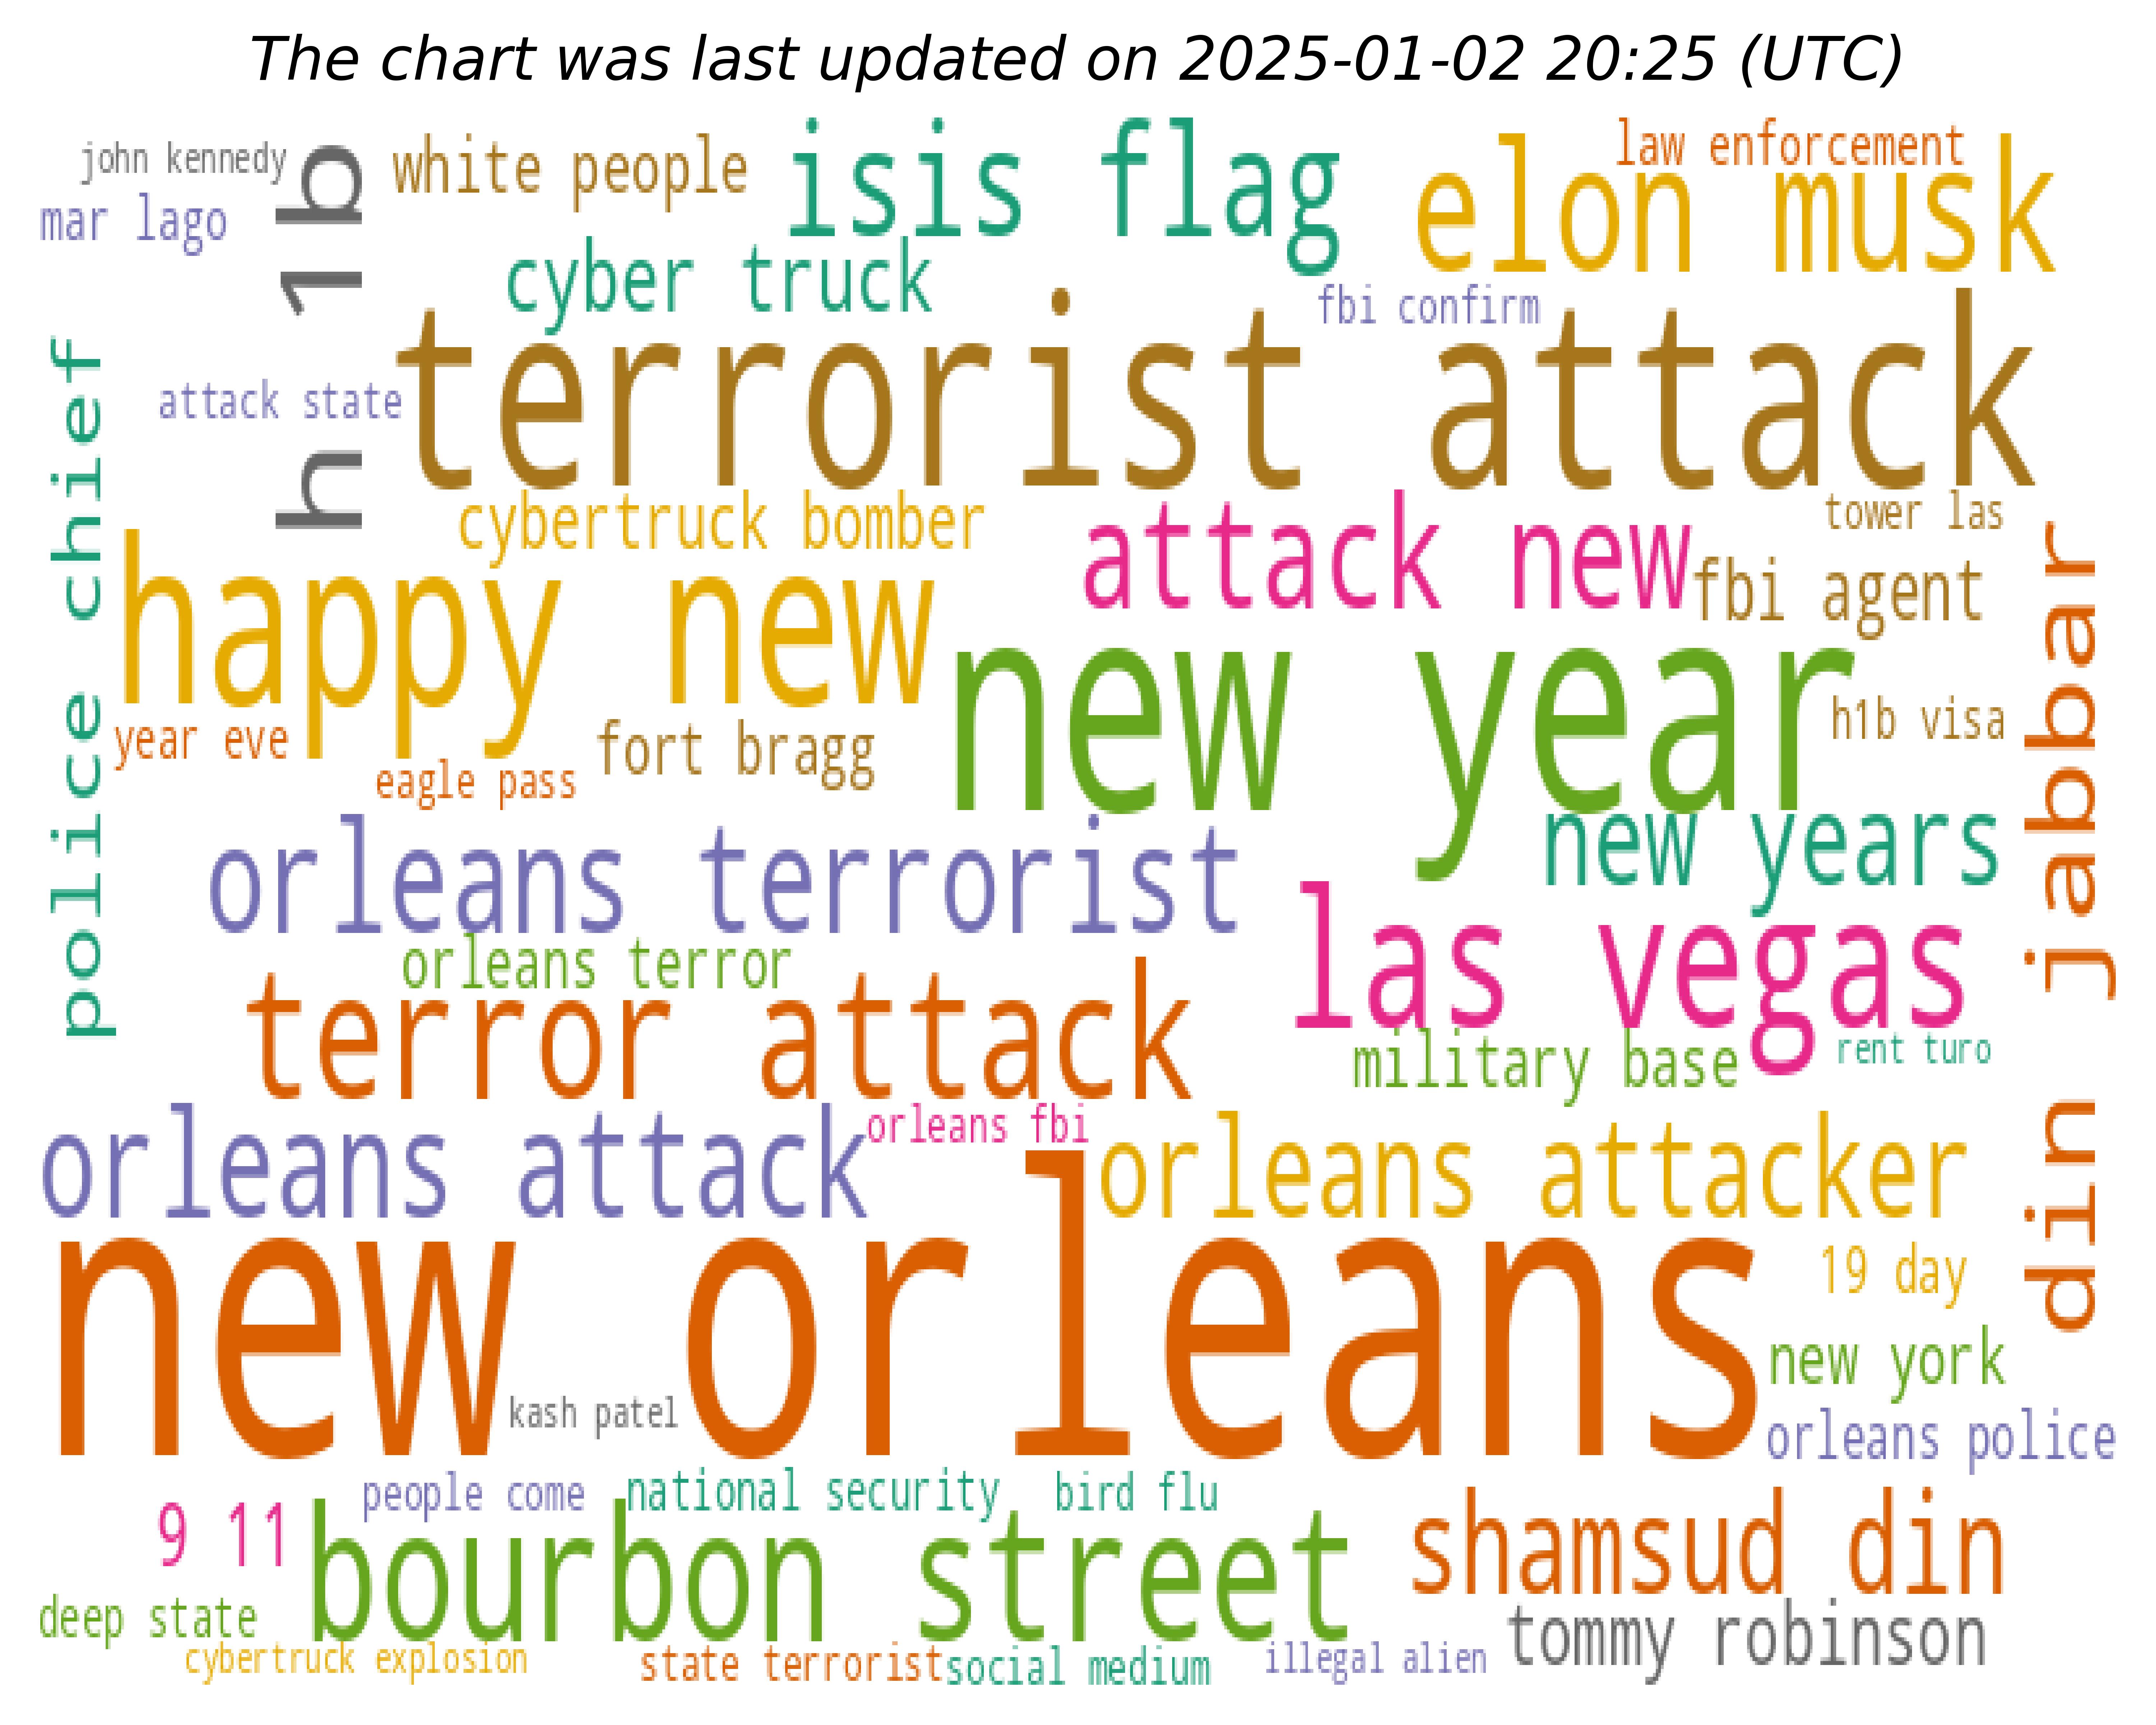 The chart was last updated on 2025-01-02 20:25 (UTC)
john kennedy
white people
isis flag
law enforcement
elon musk
mar lago
h 1b
cyber truck
fbi confirm
terrorist attack
attack state
police chief
cybertruck bomber
attack new
tower las
happy new
fbi agent
din jabbar
new year
h1b visa
year eve
fort bragg
eagle pass
orleans terrorist
new years
las vegas
orleans terror
terror attack
military base
rent turo
orleans attack
orleans fbi
orleans attacker
new orleans
19 day
new york
kash patel
orleans police
people come
national security
bird flu
9 11
bourbon street
shamsud din
deep state
tommy robinson
cybertruck explosion
state terrorist
social medium
illegal alien